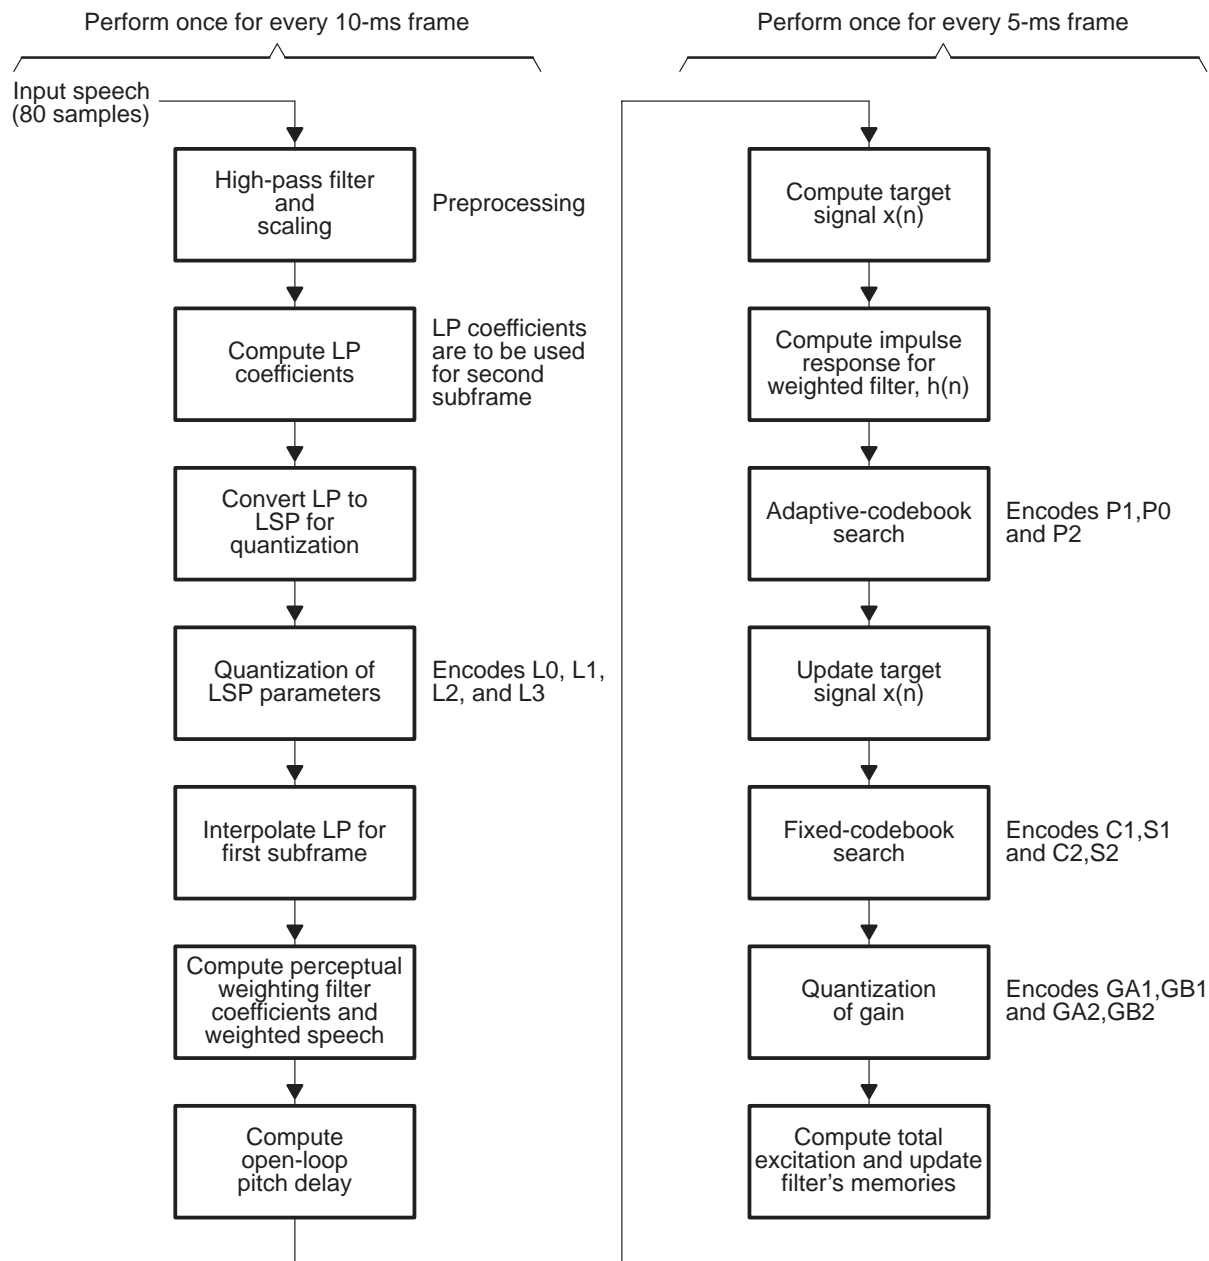 Perform once for every 10-ms frame
Input speech
(80 samples)
High-pass filter
and
scaling
Preprocessing
Compute LP
coefficients
LP coefficients
are to be used
for second
subframe
Convert LP to
LSP for
quantization
Quantization of
LSP parameters
Encodes L0, L1,
L2, and L3
Interpolate LP for
first subframe
Compute perceptual
weighting filter
coefficients and
weighted speech
Compute
open-loop
pitch delay
Perform once for every 5-ms frame
Compute target
signal x(n)
Compute impulse
response for
weighted filter, h(n)
Adaptive-codebook
search
Encodes P1,P0
and P2
Update target
signal x(n)
Fixed-codebook
search
Encodes C1,S1
and C2,S2
Quantization
of gain
Encodes GA1,GB1
and GA2,GB2
Compute total
excitation and update
filter’s memories